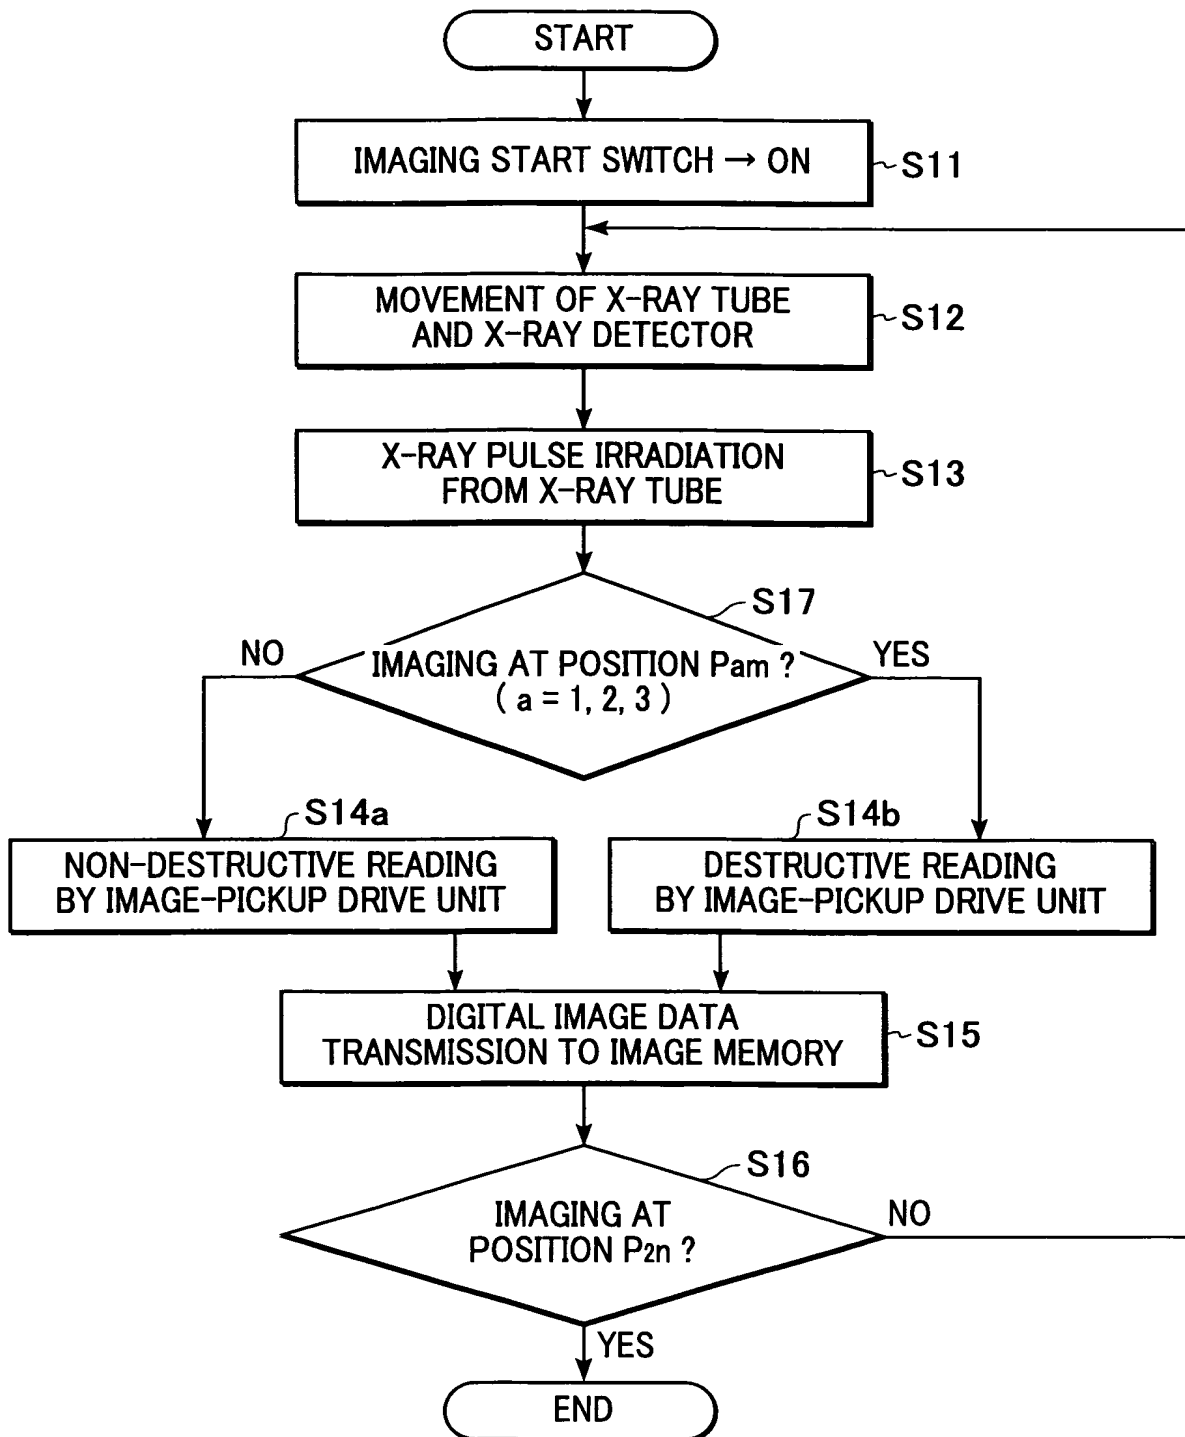 START
IMAGING START SWITCH → ON
S11
MOVEMENT OF X-RAY TUBE
AND X-RAY DETECTOR
S12
X-RAY PULSE IRRADIATION
FROM X-RAY TUBE
S13
S17
NO
IMAGING AT POSITION Pam ?
( a = 1, 2, 3 )
YES
S14a
NON-DESTRUCTIVE READING
BY IMAGE-PICKUP DRIVE UNIT
S14b
DESTRUCTIVE READING
BY IMAGE-PICKUP DRIVE UNIT
DIGITAL IMAGE DATA
TRANSMISSION TO IMAGE MEMORY
S15
S16
IMAGING AT
POSITION P2n ?
NO
YES
END